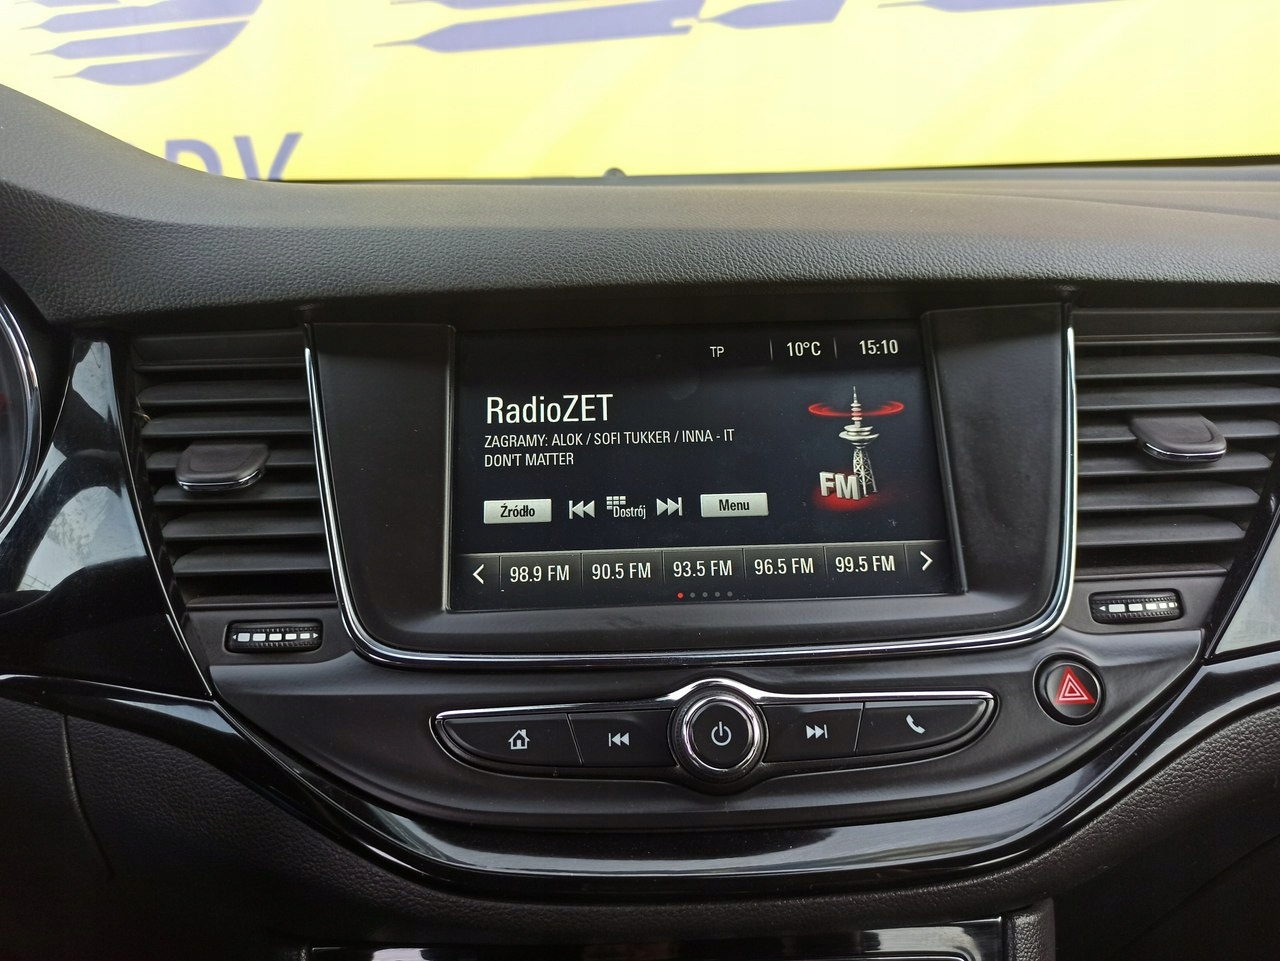 TP 10°C 15:10
RadioZET
ZAGRAMY: ALOK / SOFI TUKKER / INNA - IT
DON'T MATTER
FM
Źródło Dostrój Menu
98.9 FM 90.5 FM 93.5 FM 96.5 FM 99.5 FM